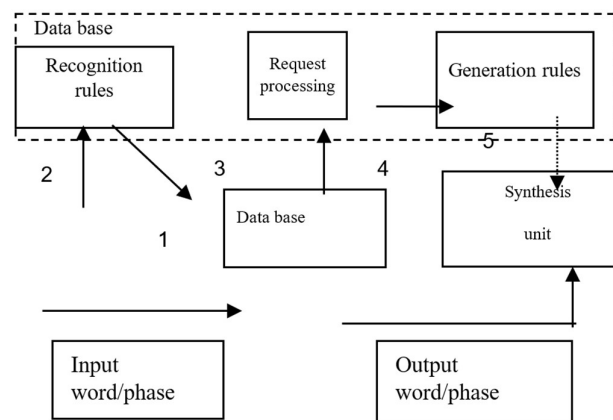 Data base
Recognition
rules
Request
processing
Generation rules
5
2
3
4
Synthesis
unit
Data base
1
Input
word/phase
Output
word/phase